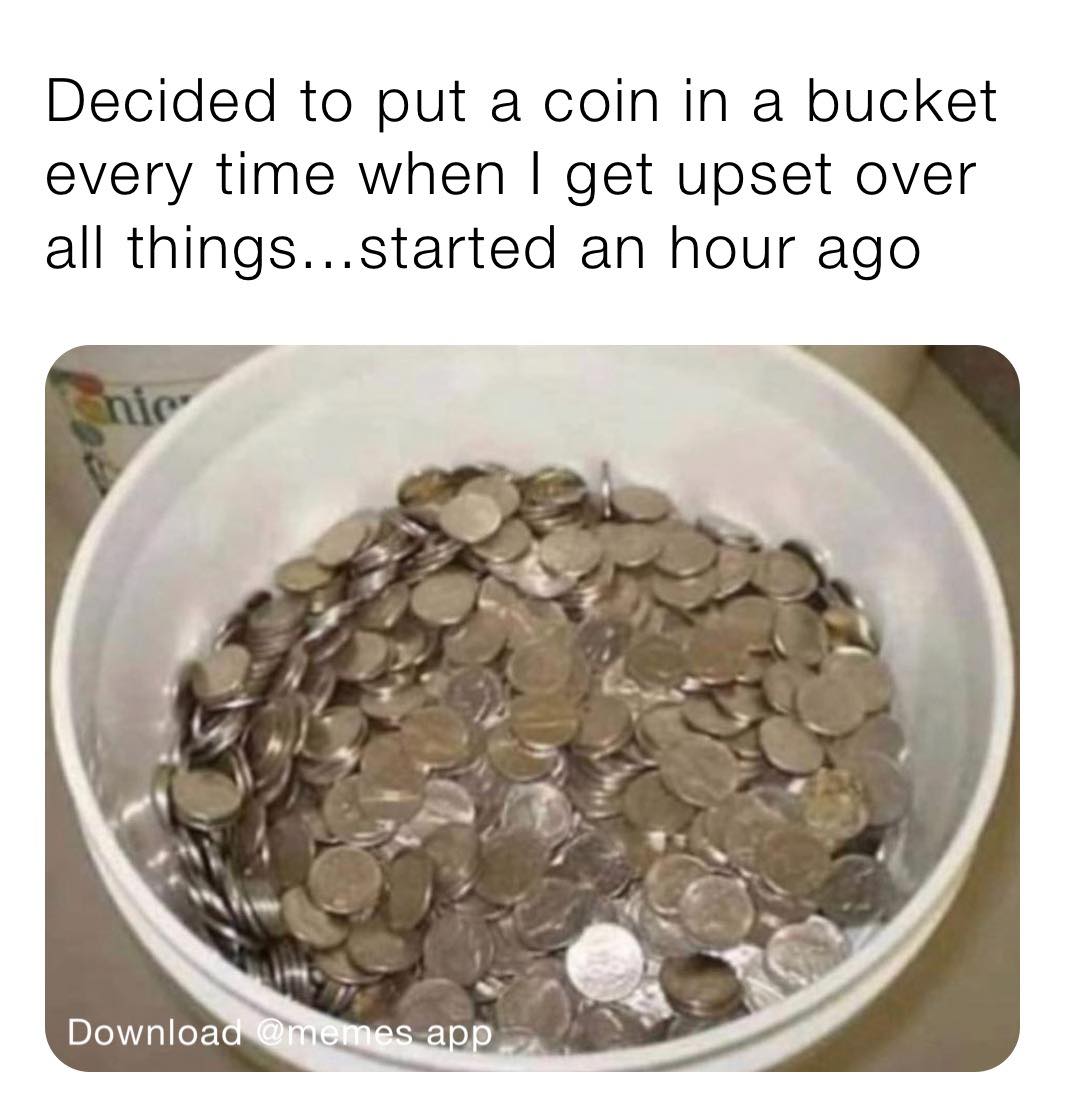 Decided to put a coin in a bucket
every time when I get upset over
all things...started an hour ago
Download @memes app